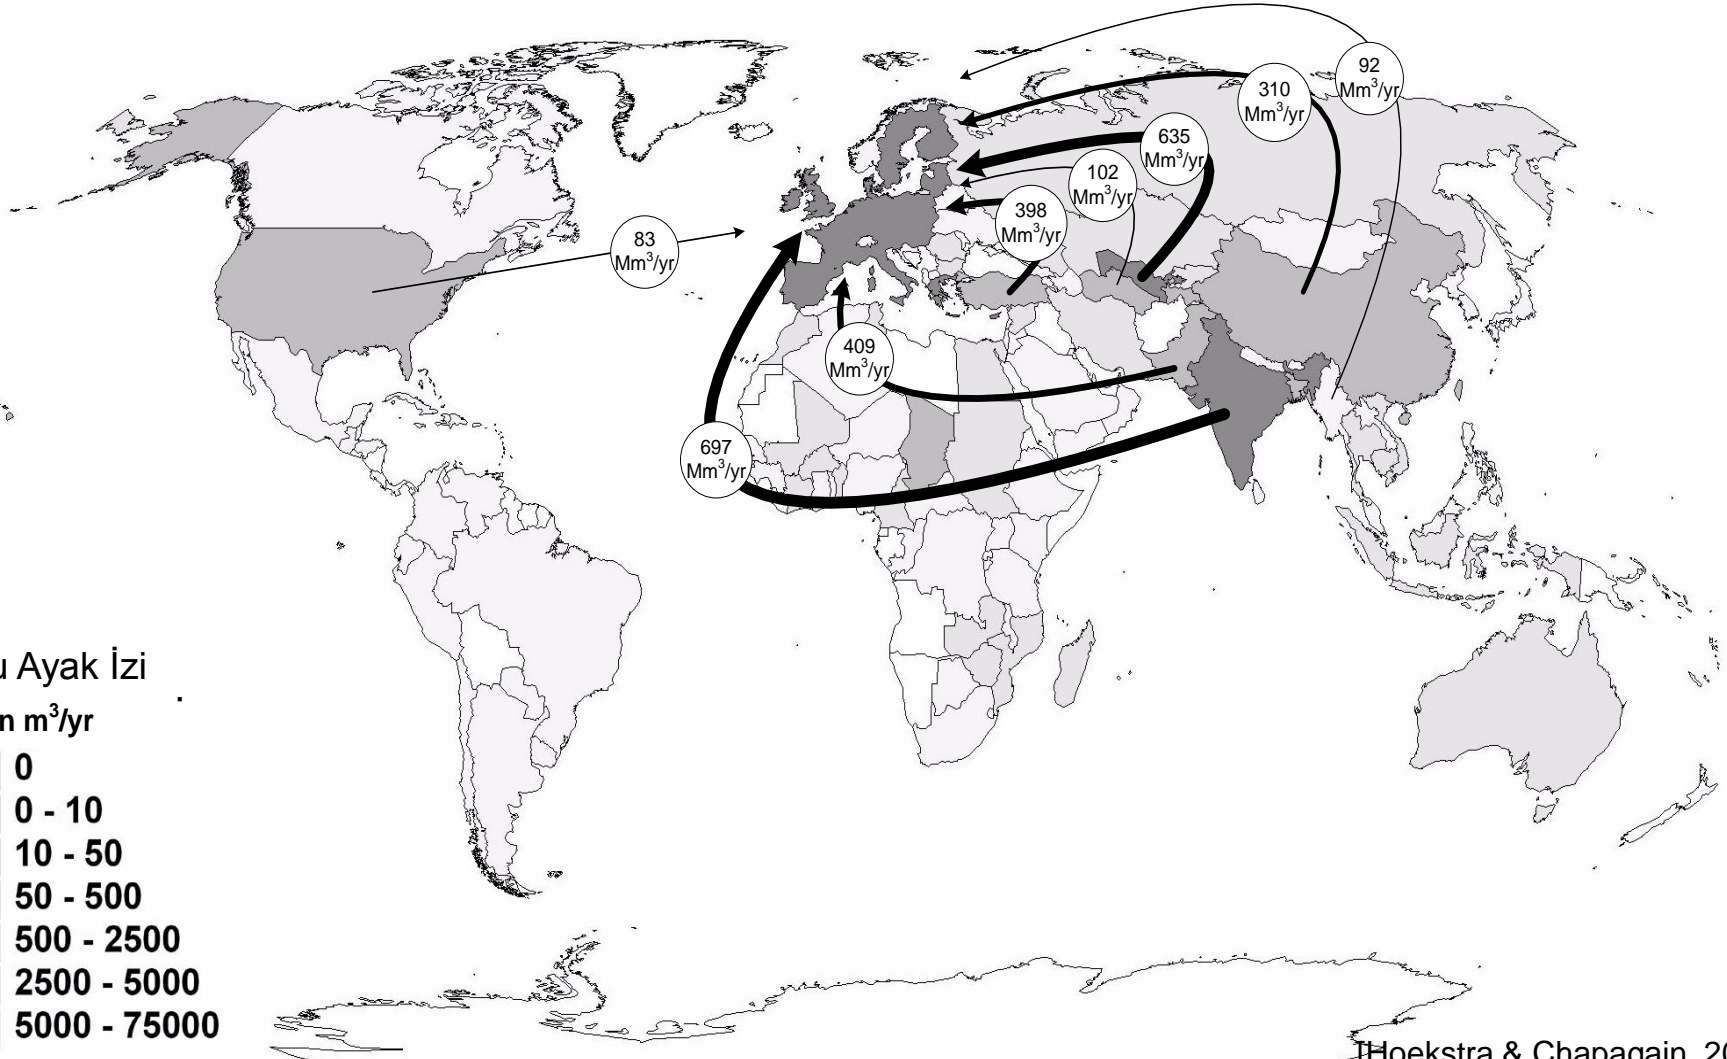 92
Mm³/yr
310
Mm³/yr
635
Mm³/yr
102
Mm³/yr
398
Mm³/yr
83
Mm³/yr
409
Mm³/yr
697
Mm³/yr
Ayak İzi
.
m³/yr
0
0 - 10
10 - 50
50 - 500
500 - 2500
2500 - 5000
5000 - 75000
Hoekstra & Chapagain, 20